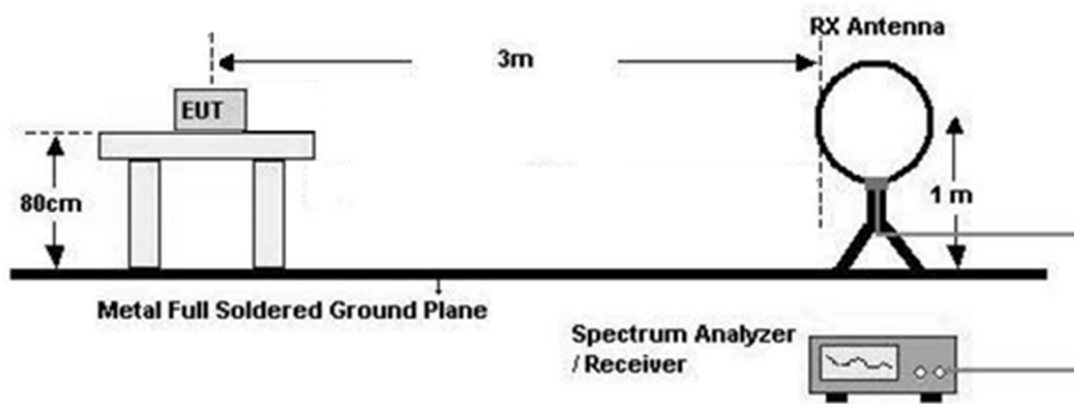 RX Antenna
3m
EUT
80cm
1 m
Metal Full Soldered Ground Plane
Spectrum Analyzer
/ Receiver